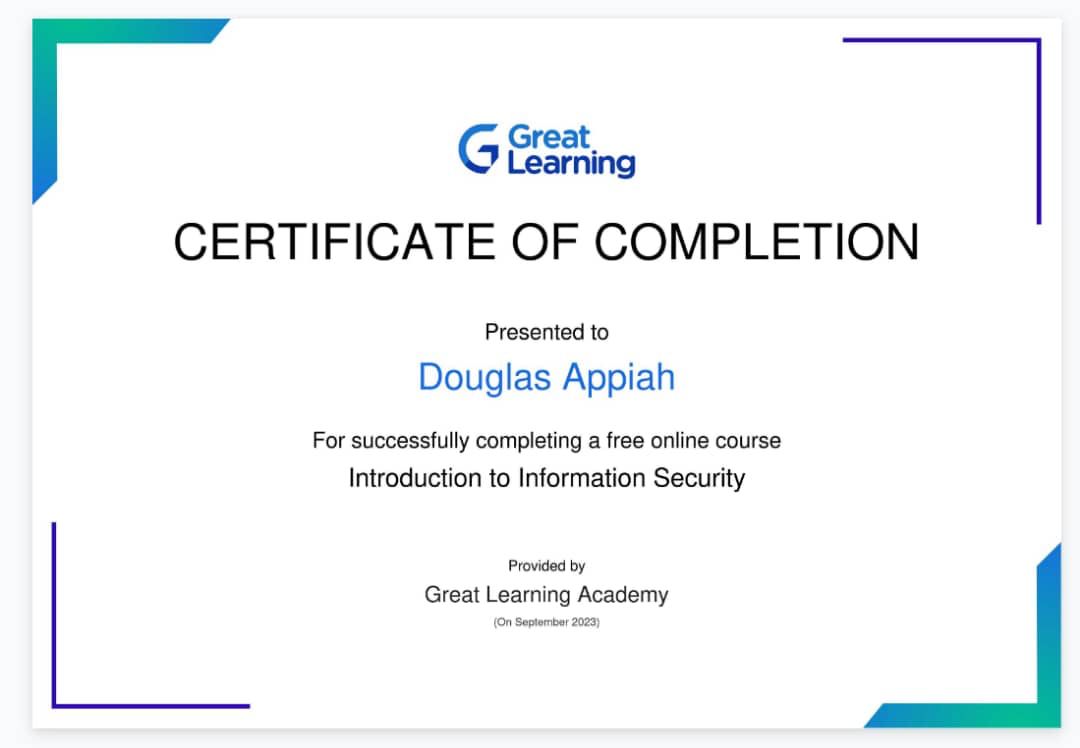 Great
Learning
CERTIFICATE OF COMPLETION
Presented to
Douglas Appiah
For successfully completing a free online course
Introduction to Information Security
Provided by
Great Learning Academy
(On September 2023)